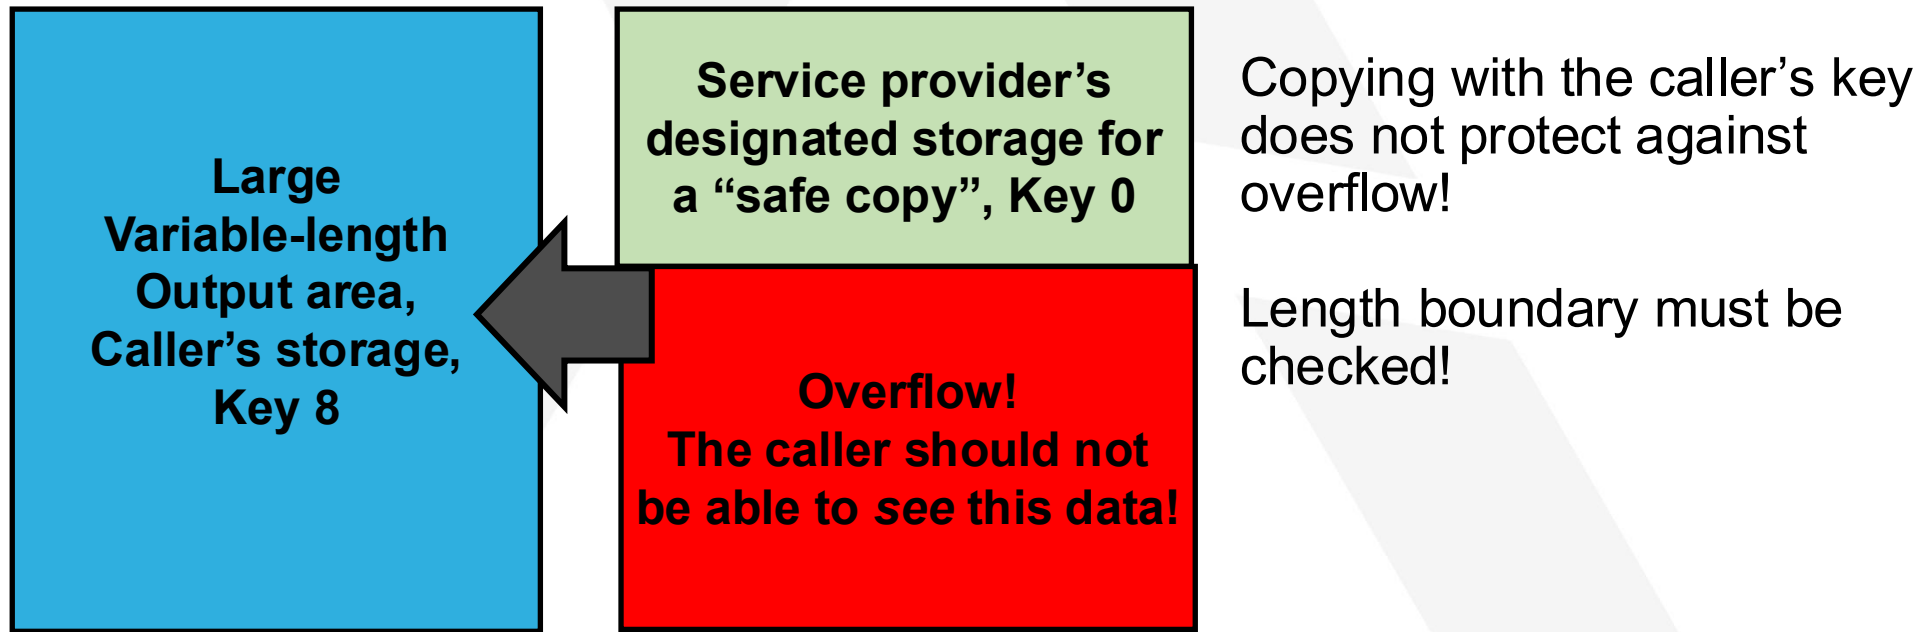 Large
Variable-length
Output area,
Caller’s storage,
Key 8
Service provider’s
designated storage for
a “safe copy”, Key 0
Overflow!
The caller should not
be able to see this data!
Copying with the caller’s key
does not protect against
overflow!
Length boundary must be
checked!